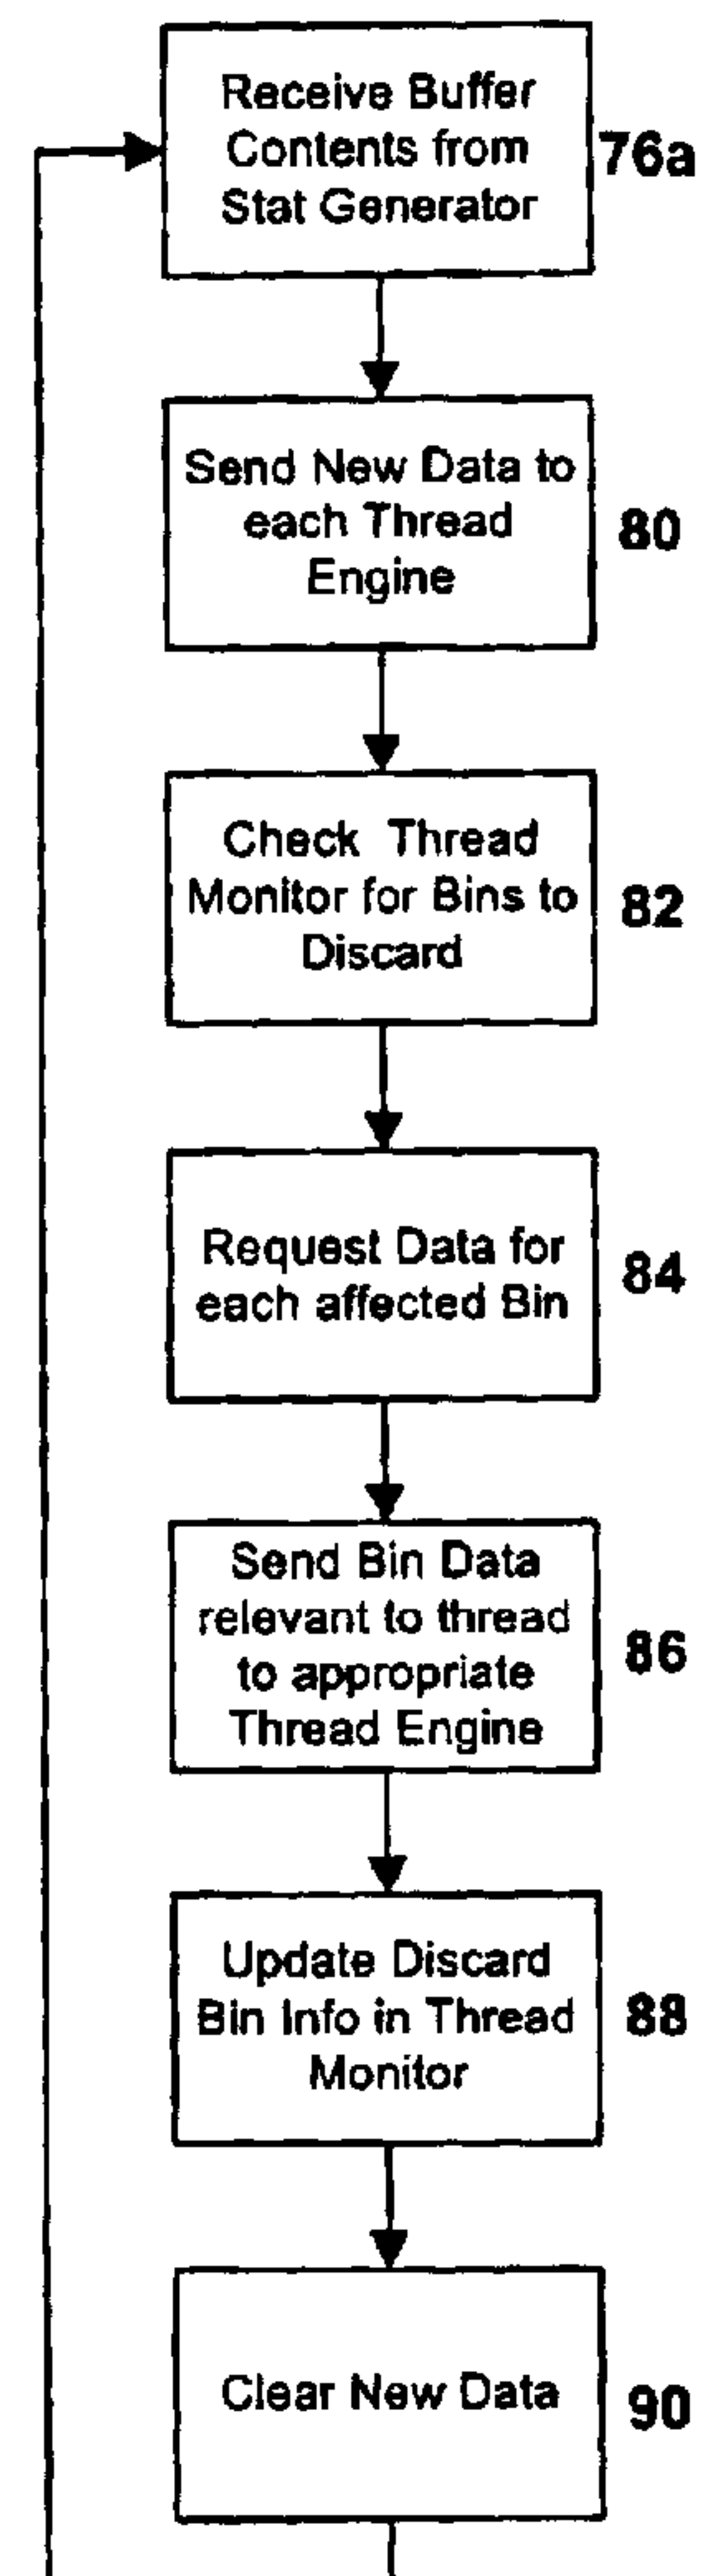 Receive Buffer
Contents from
Stat Generator
76a
Send New Data to
each Thread
Engine
80
Check Thread
Monitor for Bins to
Discard
82
Request Data for
each affected Bin
84
Send Bin Data
relevant to thread
to appropriate
Thread Engine
86
Update Discard
Bin Info in Thread
Monitor
88
Clear New Data
90